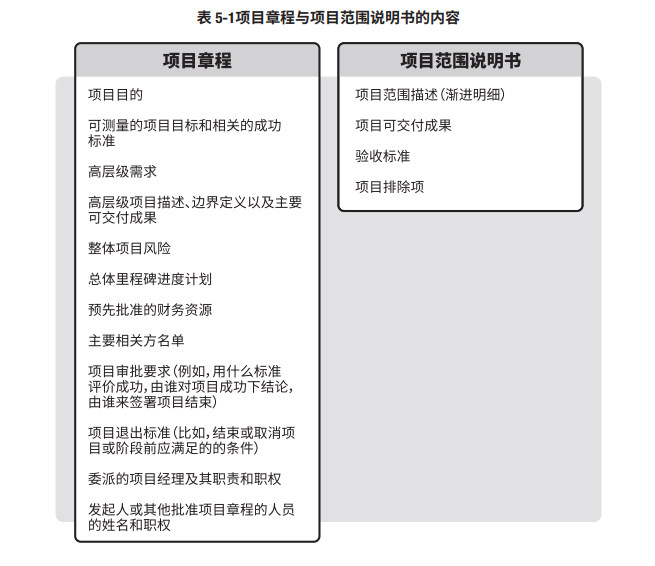 表 5-1项目章程与项目范围说明书的内容
项目章程
项目目的
可测量的项目目标和相关的成功
标准
高层级需求
高层级项目描述、边界定义以及主要
可交付成果
整体项目风险
总体里程碑进度计划
预先批准的财务资源
主要相关方名单
项目审批要求（例如，用什么标准
评价成功，由谁对项目成功下结论，
由谁来签署项目结束）
项目退出标准（比如，结束或取消项
目或阶段前应满足的的条件）
委派的项目经理及其职责和职权
发起人或其他批准项目章程的人员
的姓名和职权
项目范围说明书
项目范围描述（渐进明细）
项目可交付成果
验收标准
项目排除项